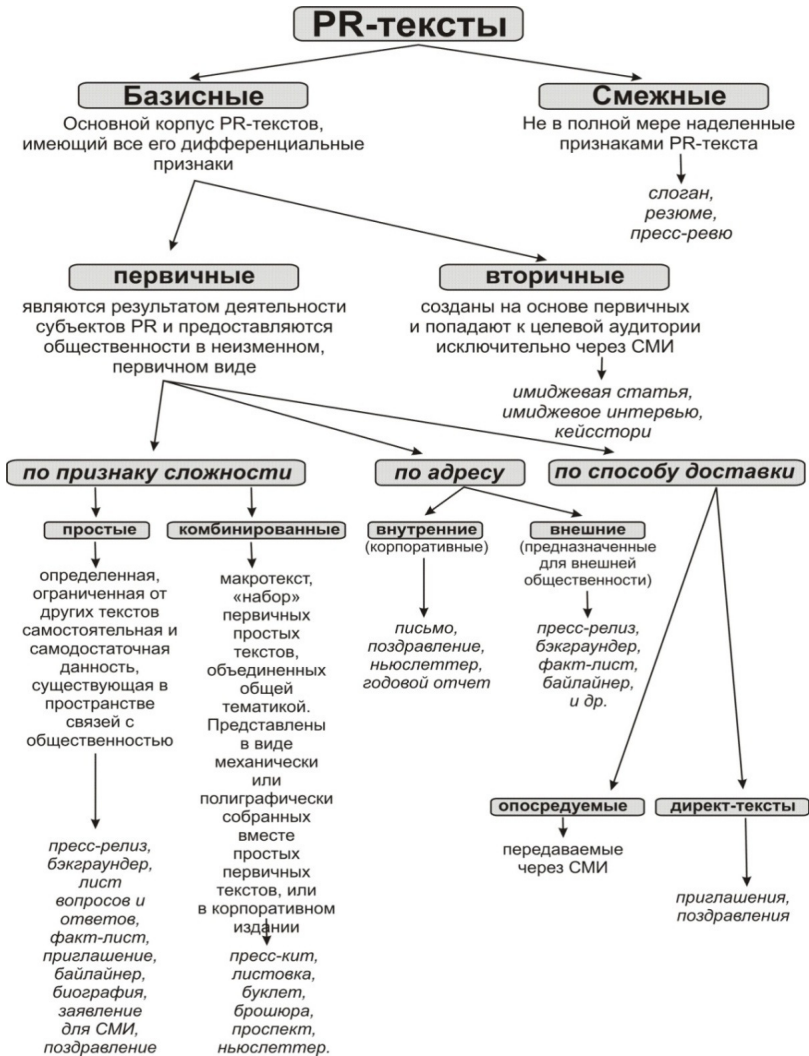 PR-тексты
Базисные
Основной корпус PR-текстов,
имеющий все его дифференциальные
признаки
Смежные
Не в полной мере наделенные
признаками PR-текста
слоган,
резюме,
пресс-ревю
первичные
являются результатом деятельности
субъектов PR и предоставляются
общественности в неизменном,
первичном виде
вторичные
созданы на основе первичных
и попадают к целевой аудитории
исключительно через СМИ
имиджевая статья,
имиджевое интервью,
кейсстори
по признаку сложности
по адресу
по способу доставки
простые
определенная,
ограниченная от
других текстов
самостоятельная и
самодостаточная
данность,
существующая в
пространстве
связей с
общественностью
пресс-релиз,
бэкграундер,
лист
вопросов и
ответов,
факт-лист,
приглашение,
байлайнер,
биография,
заявление
для СМИ,
поздравление
комбинированные
макротекст,
«набор»
первичных
простых
текстов,
объединенных
общей
тематикой.
Представлены
в виде
механически
или
полиграфически
собранных
вместе
простых
первичных
текстов, или
в корпоративном
издании
пресс-кит,
листовка,
буклет,
брошюра,
проспект,
ньюслеттер.
внутренние
(корпоративные)
письмо,
поздравление,
ньюслеттер,
годовой отчет
внешние
(предназначенные
для внешней
общественности)
пресс-релиз,
бэкграундер,
факт-лист,
байлайнер,
и др.
опосредуемые
передаваемые
через СМИ
директ-тексты
приглашения,
поздравления